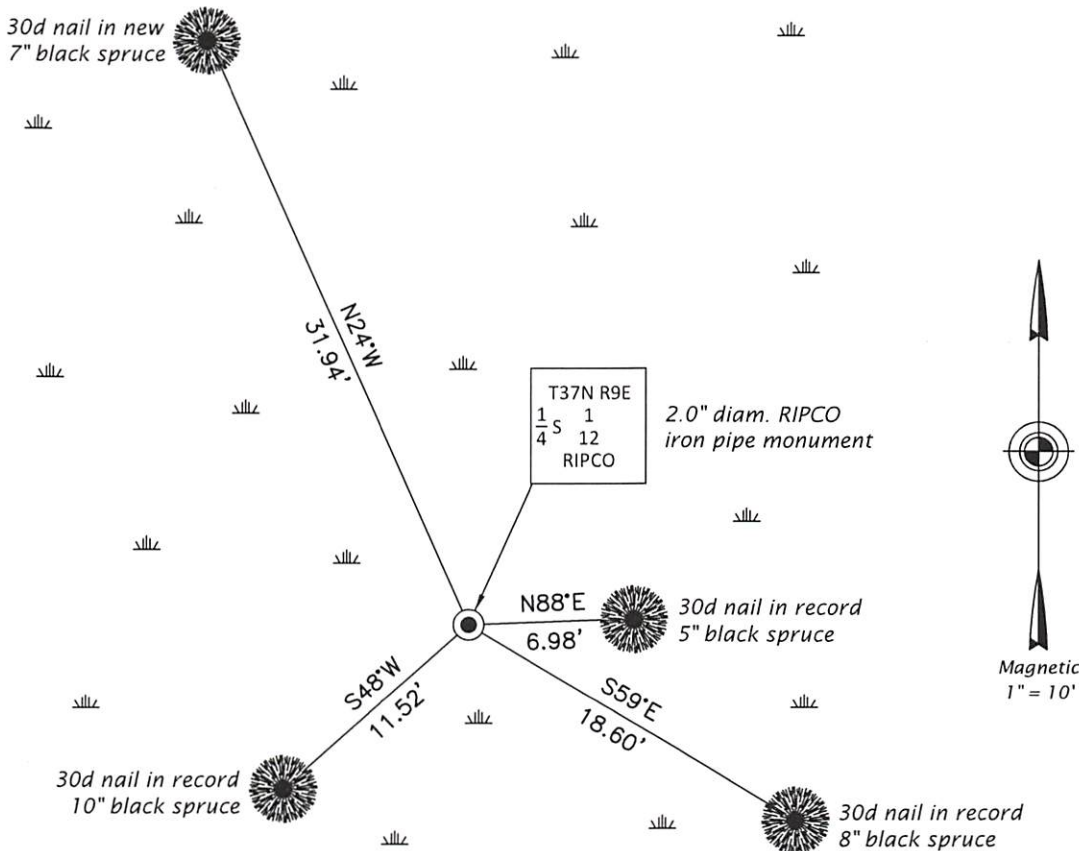 30d nail in new
7" black spruce
N24°W
31.94'
T37N R9E
1/4 S 1
12
RIPCO
2.0" diam. RIPCO
iron pipe monument
N88°E
6.98'
30d nail in record
5" black spruce
Magnetic
1" = 10'
S48°W
11.52'
S59°E
18.60'
30d nail in record
10" black spruce
30d nail in record
8" black spruce